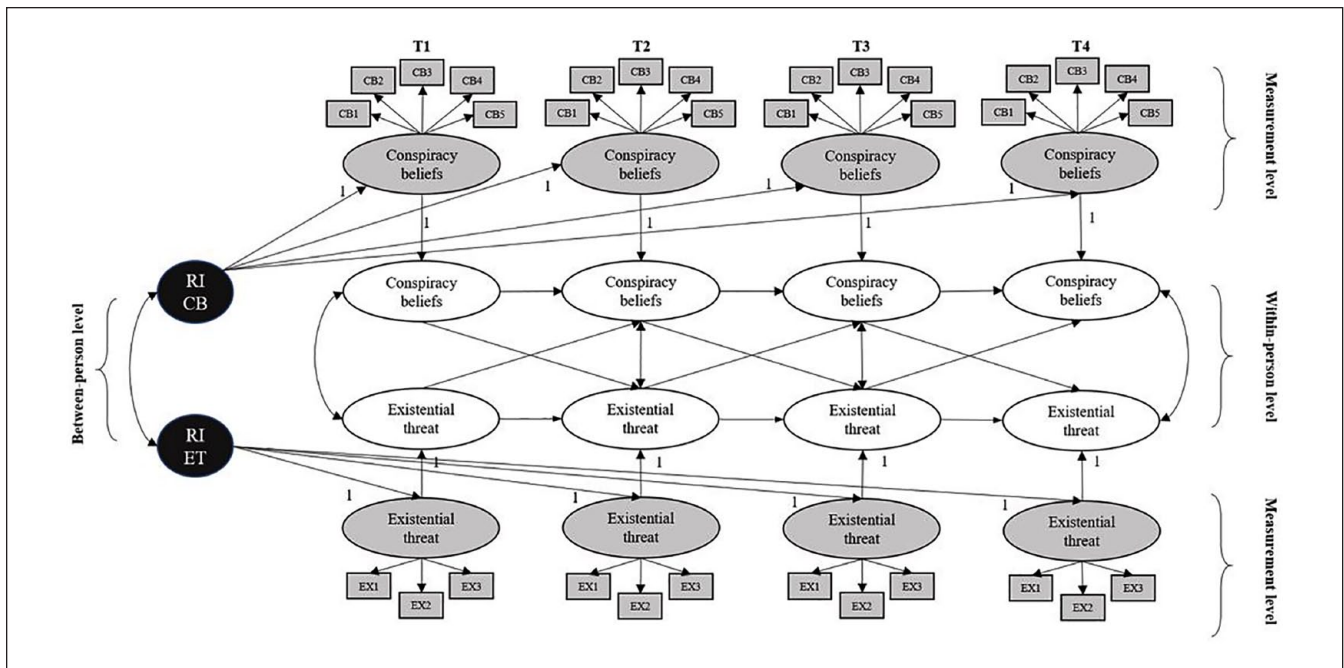 T1 T2 T3 T4
CB1 CB2 CB3 CB4 CB5
CB1 CB2 CB3 CB4 CB5
CB1 CB2 CB3 CB4 CB5
CB1 CB2 CB3 CB4 CB5
Conspiracy
beliefs
Conspiracy
beliefs
Conspiracy
beliefs
Conspiracy
beliefs
Measurement level
1 1 1 1
1 1 1 1
RI
CB
Conspiracy
beliefs
Conspiracy
beliefs
Conspiracy
beliefs
Conspiracy
beliefs
Between-person level
Within-person level
RI
ET
Existential
threat
Existential
threat
Existential
threat
Existential
threat
1 1 1 1
1 1 1 1
Existential
threat
Existential
threat
Existential
threat
Existential
threat
Measurement level
EX1 EX2 EX3
EX1 EX2 EX3
EX1 EX2 EX3
EX1 EX2 EX3